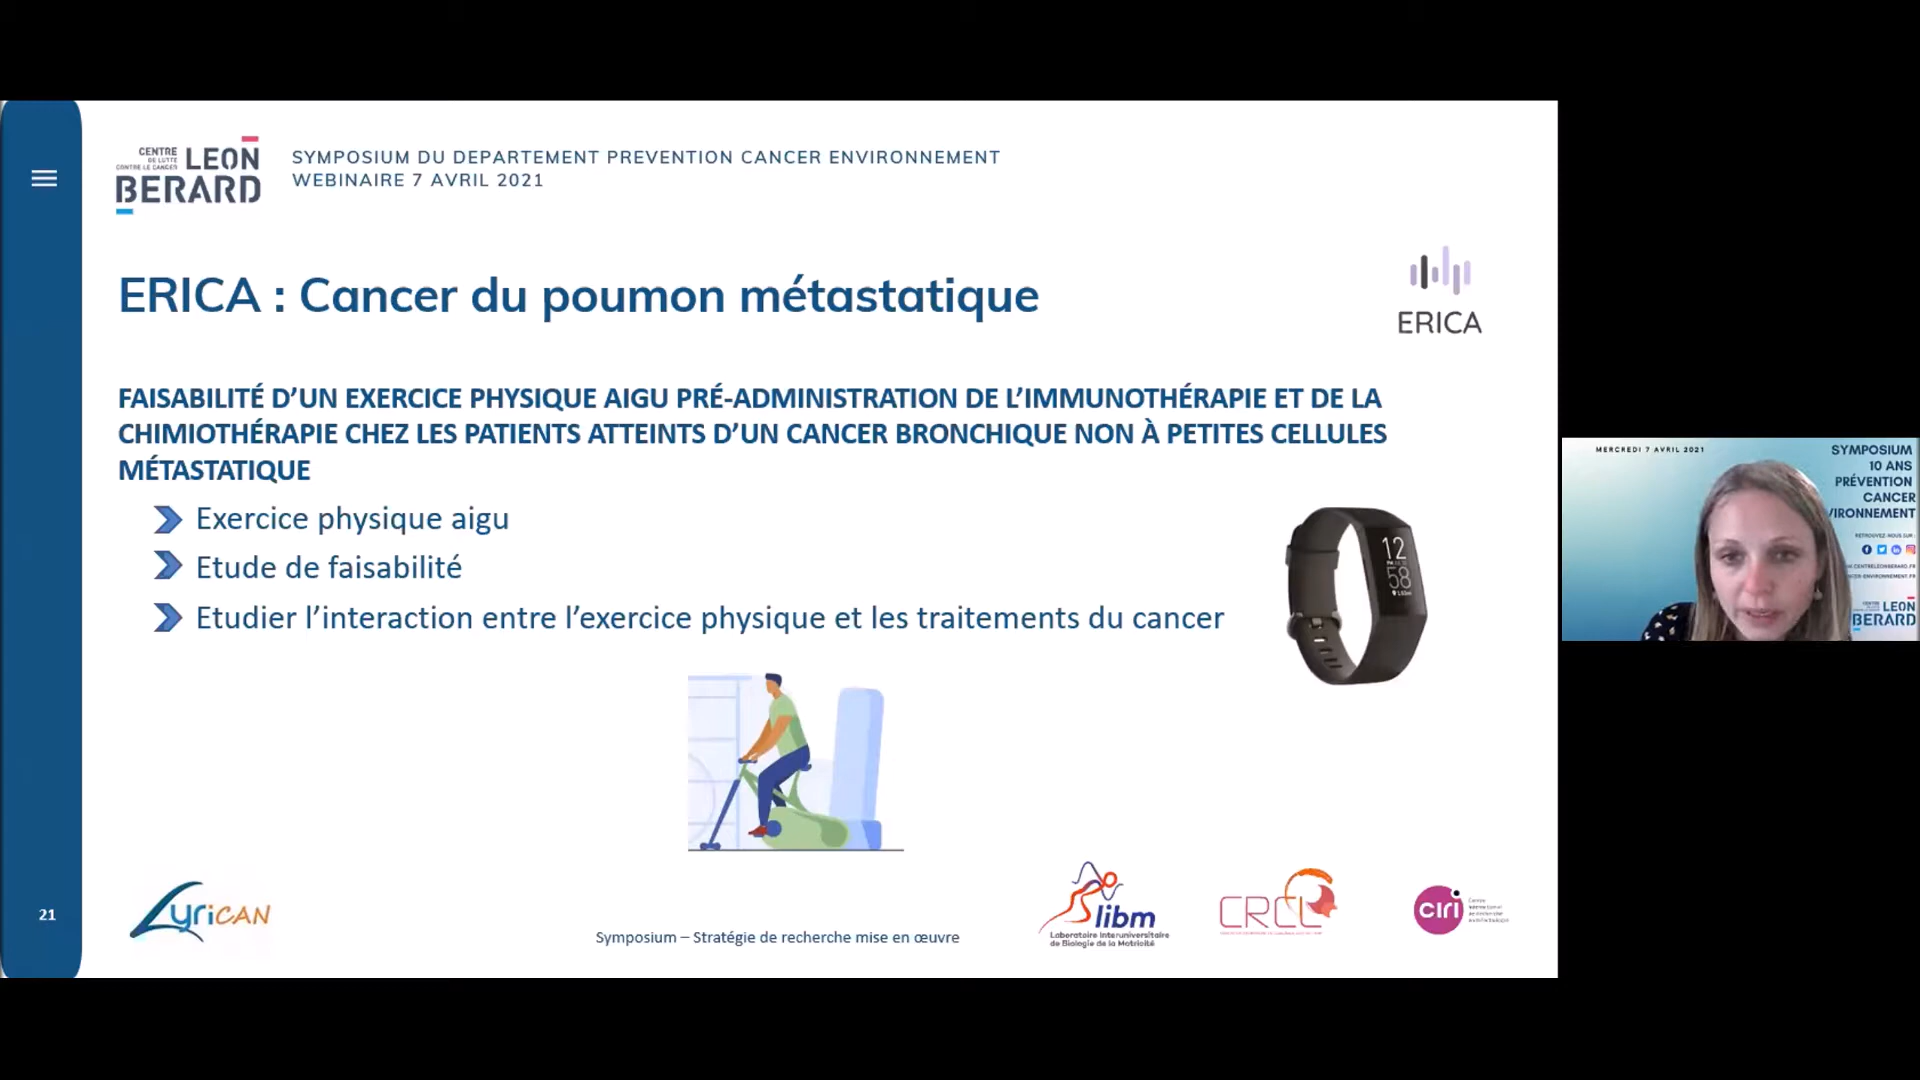 CENTRE
DE LUTTE
CONTRE LE CANCER
LEON
BERARD
SYMPOSIUM DU DEPARTEMENT PREVENTION CANCER ENVIRONNEMENT
WEBINAIRE 7 AVRIL 2021
ERICA : Cancer du poumon métastatique
ERICA
FAISABILITÉ D’UN EXERCICE PHYSIQUE AIGU PRÉ-ADMINISTRATION DE L’IMMUNOTHÉRAPIE ET DE LA
CHIMIOTHÉRAPIE CHEZ LES PATIENTS ATTEINTS D’UN CANCER BRONCHIQUE NON À PETITES CELLULES
MÉTASTATIQUE
Exercice physique aigu
Etude de faisabilité
Etudier l’interaction entre l’exercice physique et les traitements du cancer
12
58
21
LyriCAN
Symposium – Stratégie de recherche mise en œuvre
libm
Laboratoire Interuniversitaire
de Biologie de la Motricité
CRCL
CIRI
MERCREDI 7 AVRIL 2021
SYMPOSIUM
10 ANS
PRÉVENTION
CANCER
VIRONNEMENT
RETROUVEZ-NOUS SUR :
LEON
BERARD